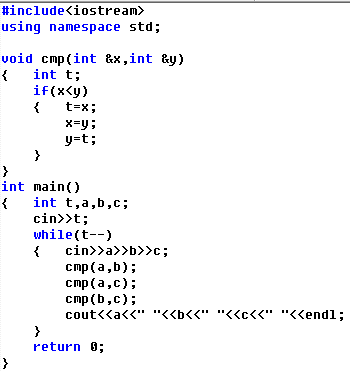 #include<iostream>
using namespace std;
void cmp(int &x,int &y)
{   int t;
    if(x<y)
    {   t=x;
        x=y;
        y=t;
    }
}
int main()
{   int t,a,b,c;
    cin>>t;
    while(t--)
    {   cin>>a>>b>>c;
        cmp(a,b);
        cmp(a,c);
        cmp(b,c);
        cout<<a<<" "<<b<<" "<<c<<" "<<endl;
    }
    return 0;
}